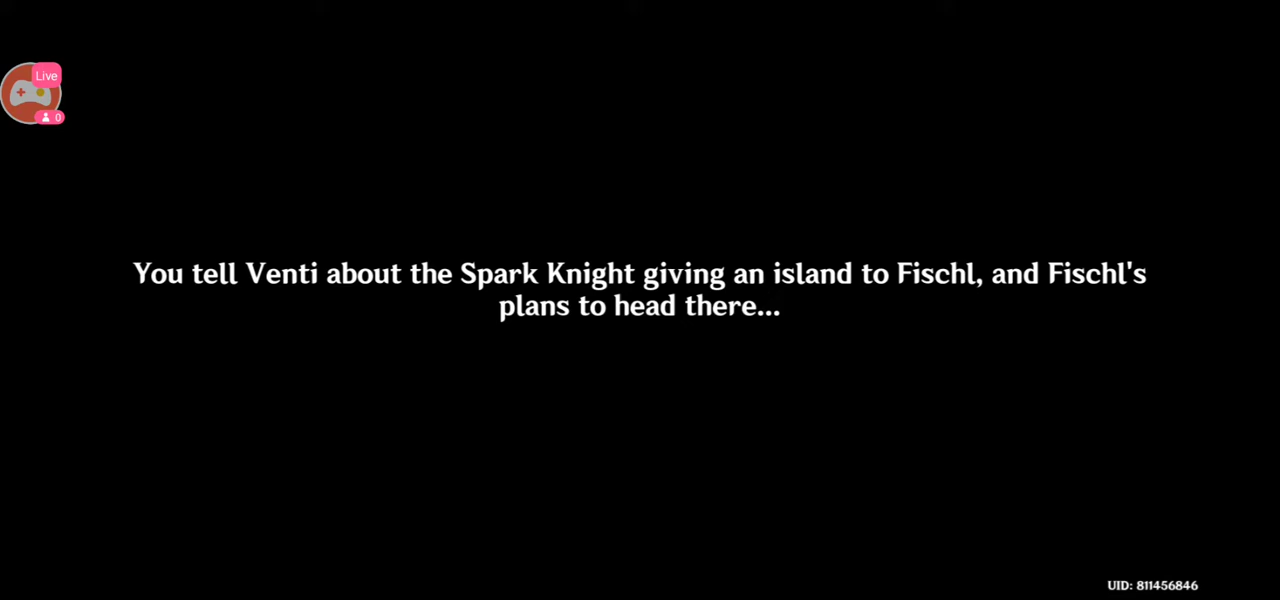 Live
0
You tell Venti about the Spark Knight giving an island to Fischl, and Fischl's
plans to head there...
UID: 811456846